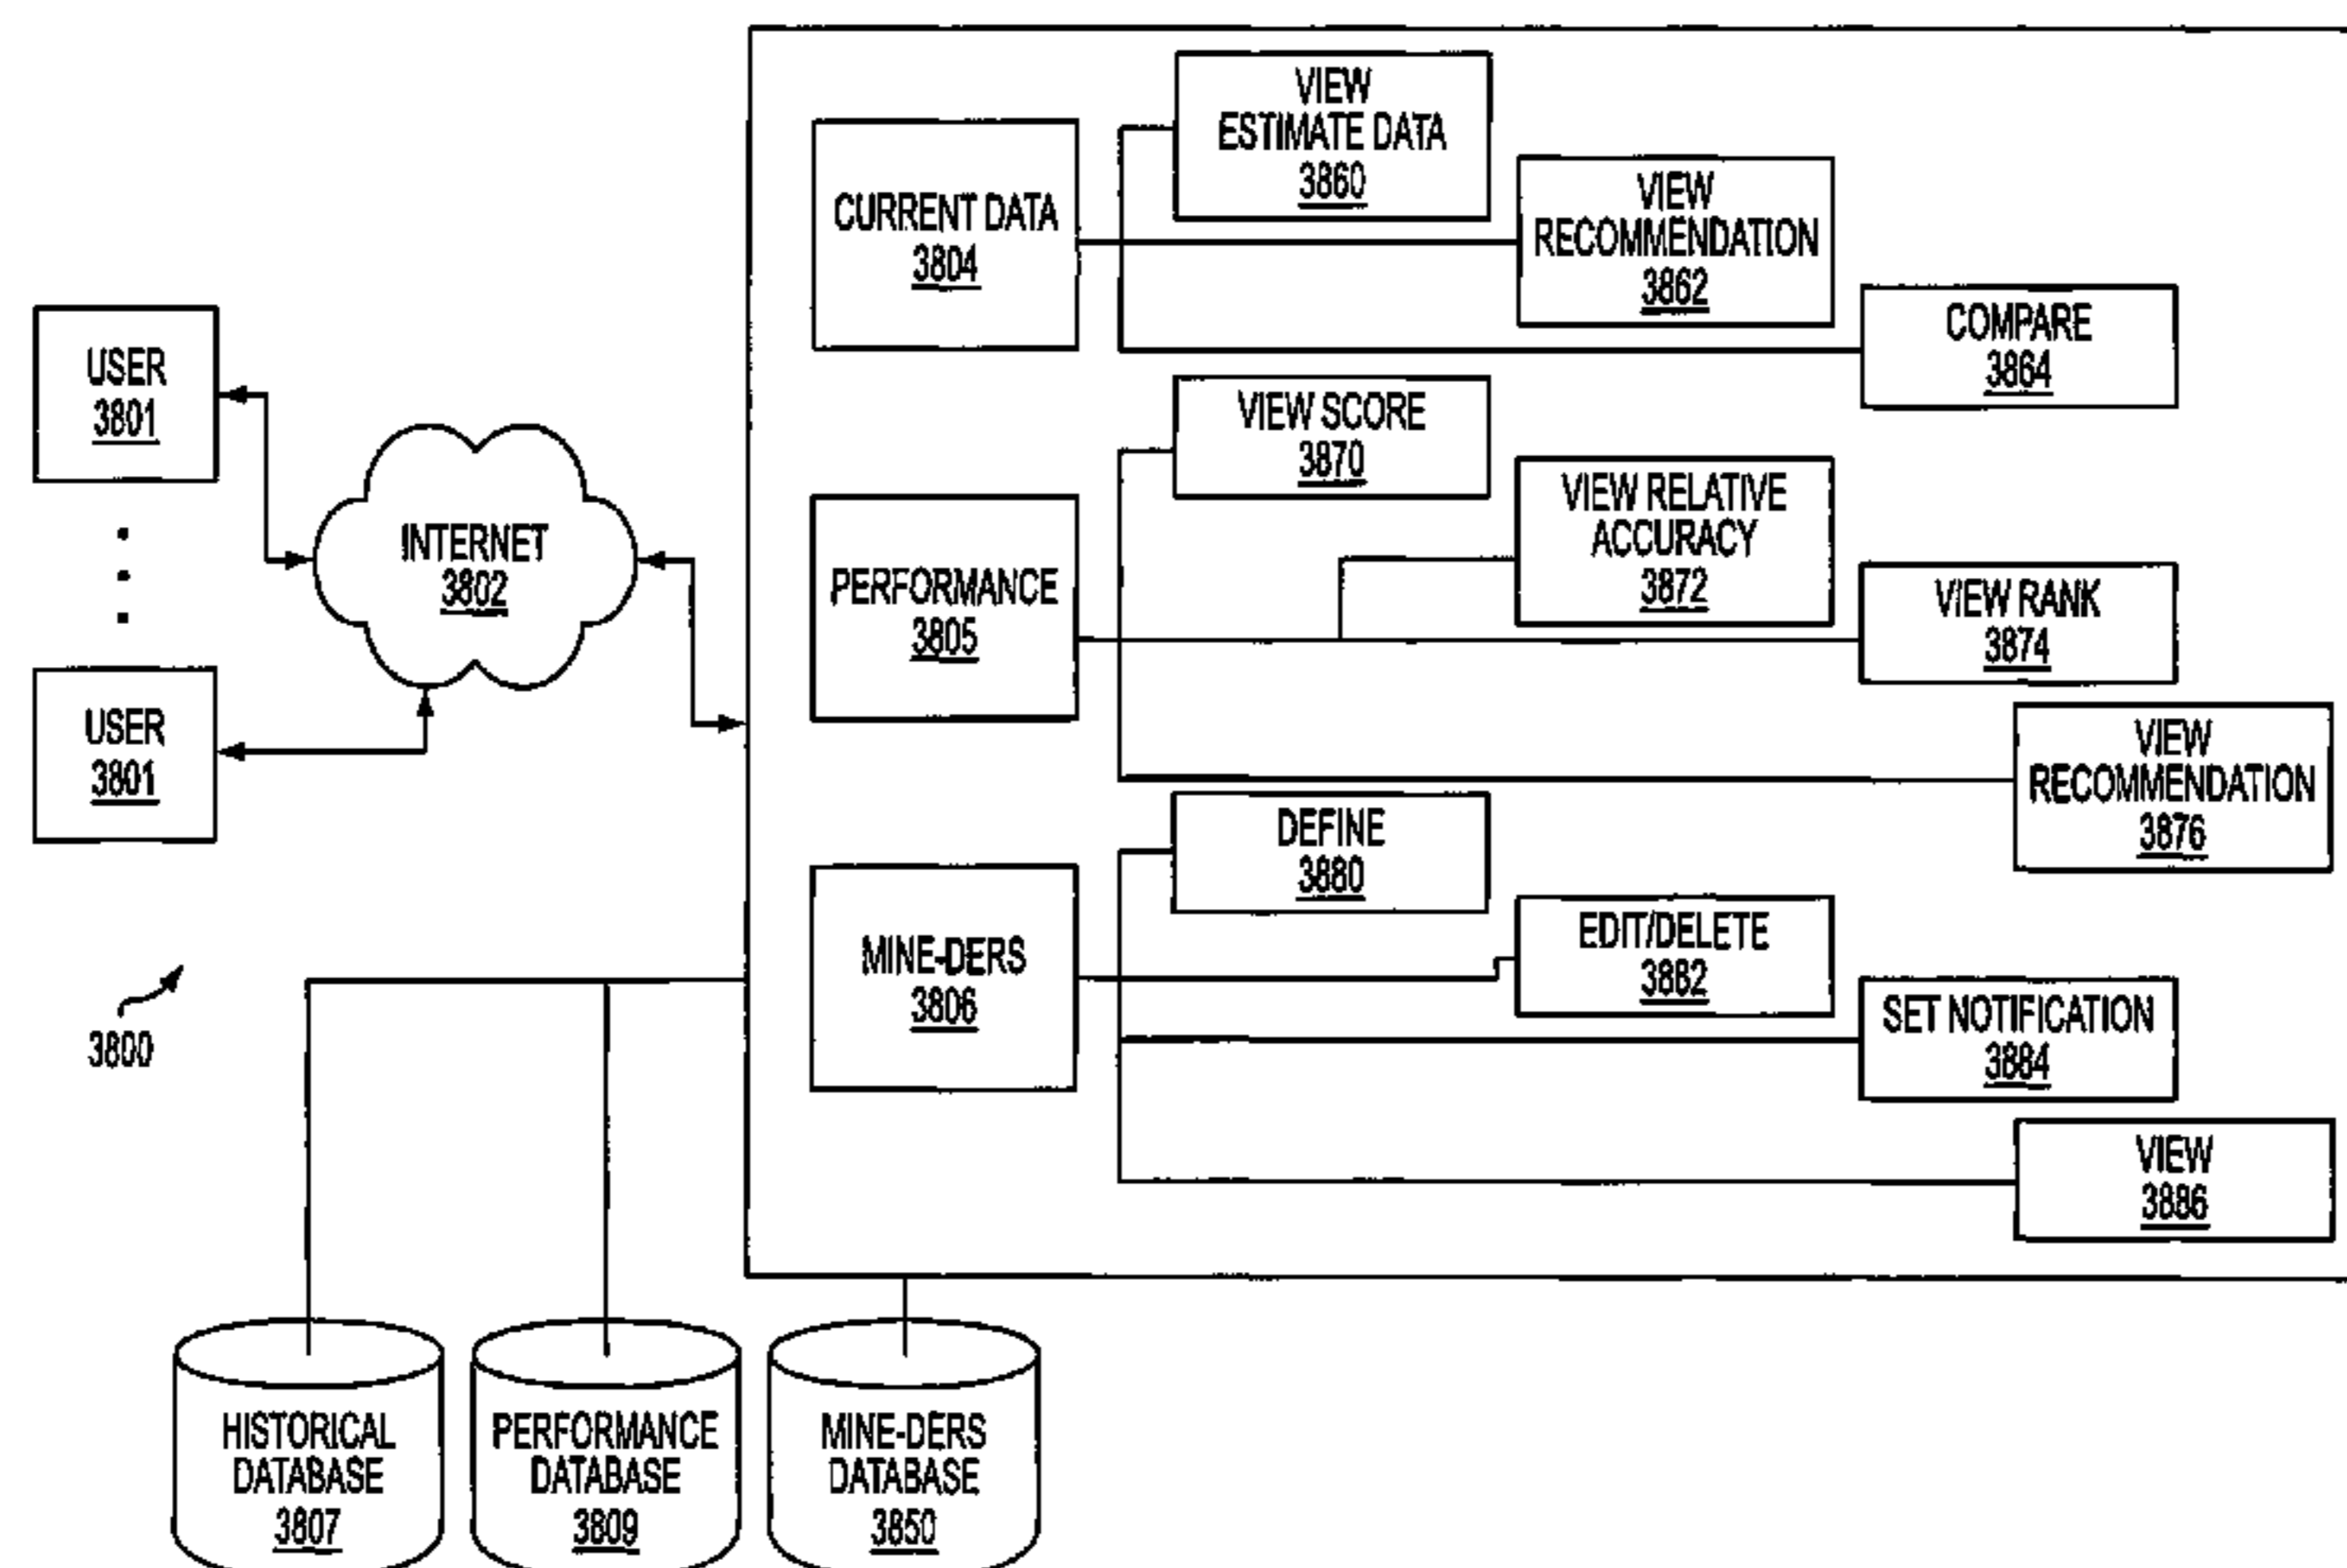 USER
3801
USER
3801
INTERNET
3802
3800
CURRENT DATA
3804
VIEW
ESTIMATE DATA
3860
VIEW
RECOMMENDATION
3862
COMPARE
3864
PERFORMANCE
3805
VIEW SCORE
3870
VIEW RELATIVE
ACCURACY
3872
VIEW RANK
3874
VIEW
RECOMMENDATION
3876
MINE-DERS
3806
DEFINE
3880
EDIT/DELETE
3882
SET NOTIFICATION
3884
VIEW
3886
HISTORICAL
DATABASE
3807
PERFORMANCE
DATABASE
3809
MINE-DERS
DATABASE
3850